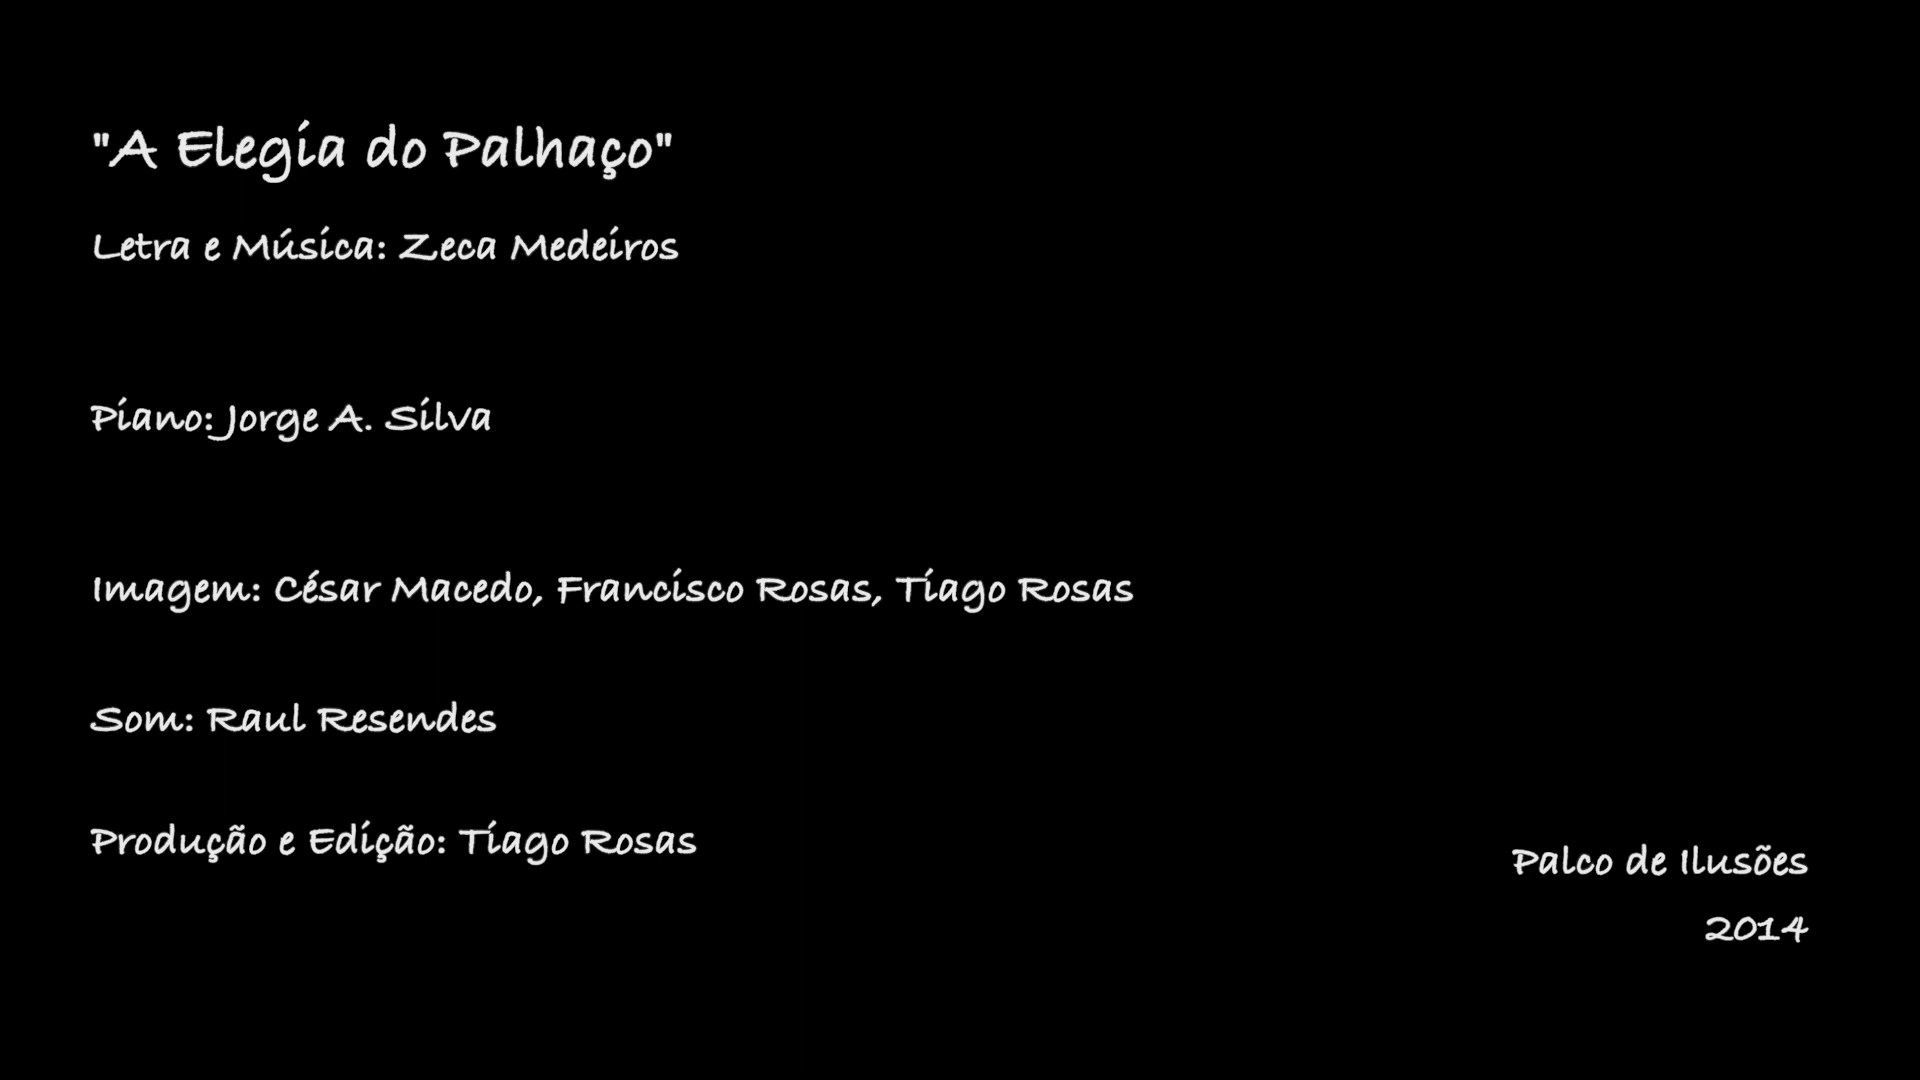 "A Elegia do Palhaço"
Letra e Música: Zeca Medeiros
Piano: Jorge A. Silva
Imagem: César Macedo, Francisco Rosas, Tiago Rosas
Som: Raul Resendes
Produção e Edição: Tiago Rosas
Palco de Ilusões
2014